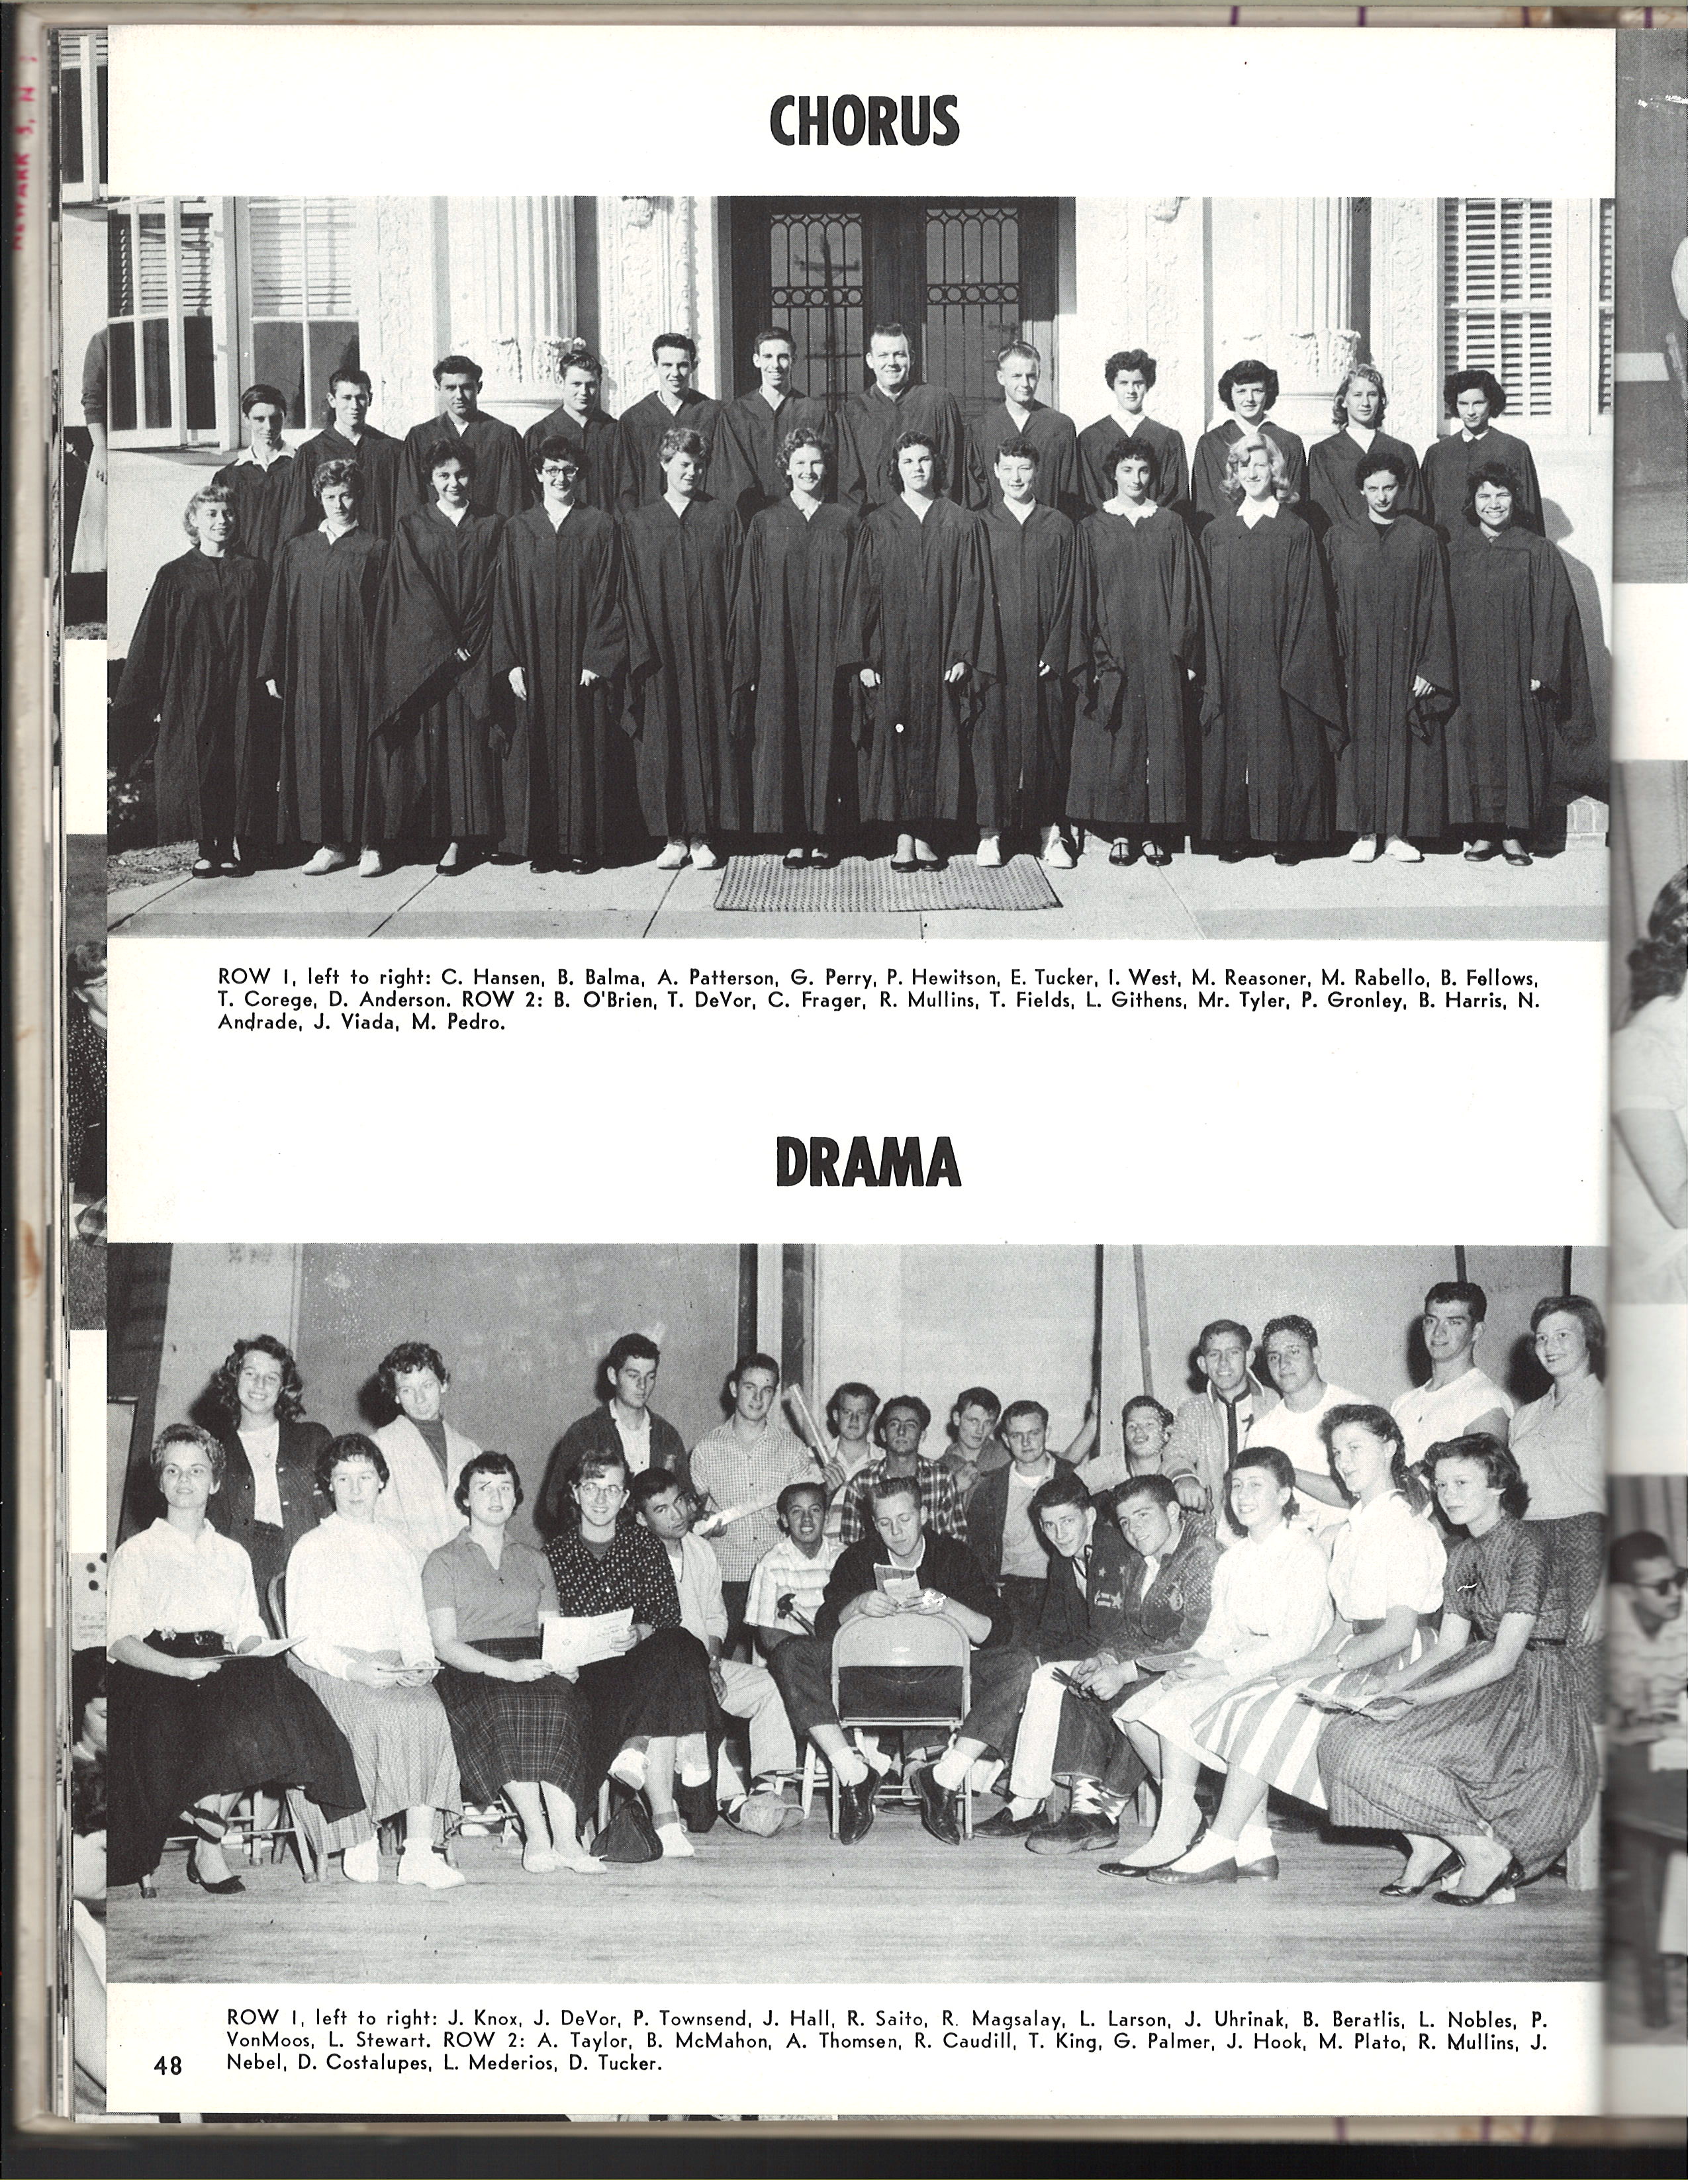 NEWARK
CHORUS
ROW 1, left to right: C. Hansen, B. Balma, A. Patterson, G. Perry, P. Hewitson, E. Tucker, I. West, M. Reasoner, M. Rabello, B. Fellows,
T. Corege, D. Anderson. ROW 2: B. O'Brien, T. DeVor, C. Frager, R. Mullins, T. Fields, L. Githens, Mr. Tyler, P. Gronley, B. Harris, N.
Andrade, J. Viada, M. Pedro.
DRAMA
ROW 1, left to right: J. Knox, J. DeVor, P. Townsend, J. Hall, R. Saito, R. Magsalay, L. Larson, J. Uhrinak, B. Beratlis, L. Nobles, P.
VonMoos, L. Stewart. ROW 2: A. Taylor, B. McMahon, A. Thomsen, R. Caudill, T. King, G. Palmer, J. Hook, M. Plato, R. Mullins, J.
Nebel, D. Costalupes, L. Mederios, D. Tucker.
48